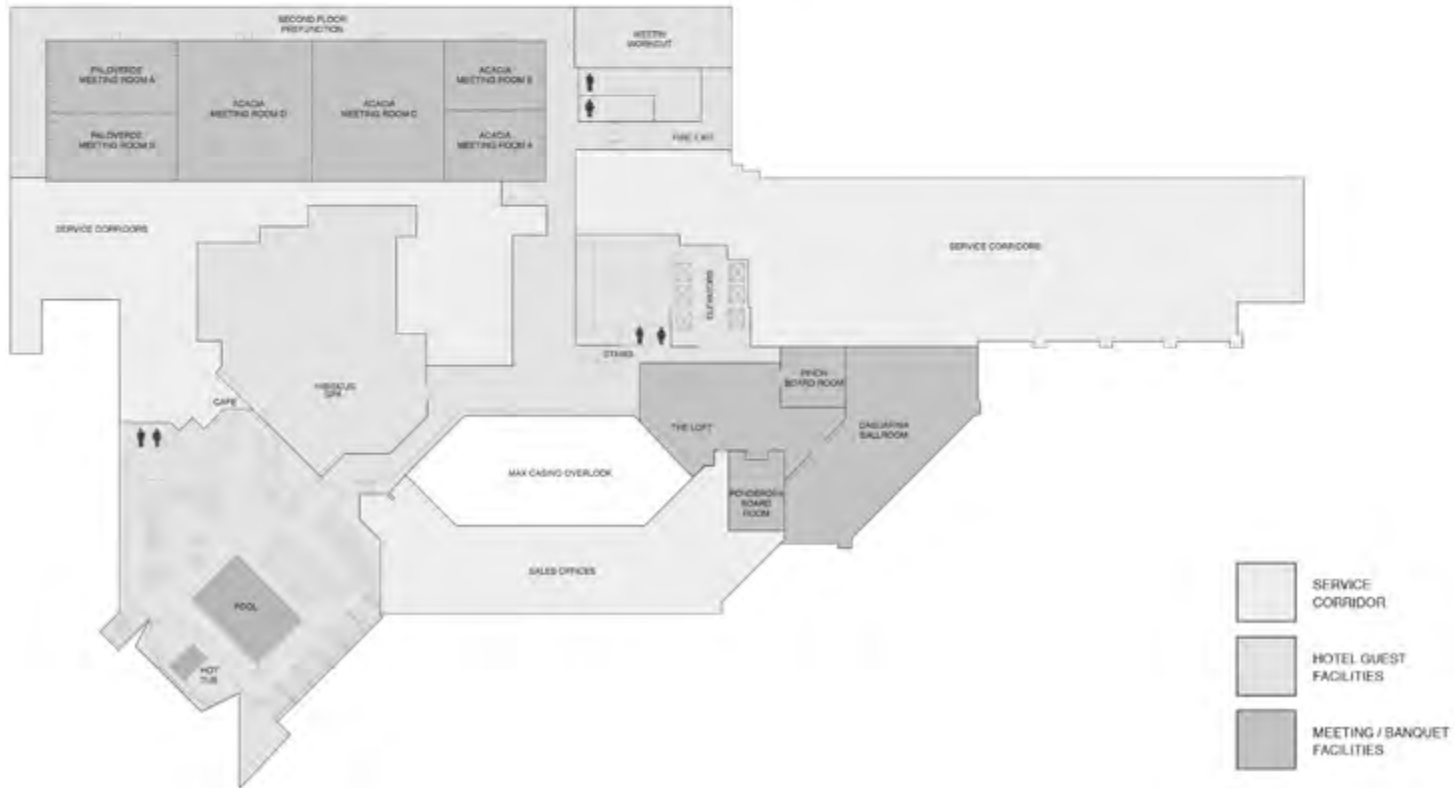 SECOND FLOOR
PREFUNCTION
WESTIN
WORKOUT
PALOVERDE
MEETING ROOM A
ACACIA
MEETING ROOM D
ACACIA
MEETING ROOM C
ACACIA
MEETING ROOM B
PALOVERDE
MEETING ROOM B
ACACIA
MEETING ROOM A
FIRE EXIT
SERVICE CORRIDORS
SERVICE CORRIDORS
ELEVATORS
STAIRS
HIBISCUS
SPA
CAFE
PINON
BOARD ROOM
THE LOFT
CASUARINA
BALLROOM
MAX CASINO OVERLOOK
PONDEROSA
BOARD
ROOM
SALES OFFICES
POOL
HOT
TUB
SERVICE
CORRIDOR
HOTEL GUEST
FACILITIES
MEETING / BANQUET
FACILITIES